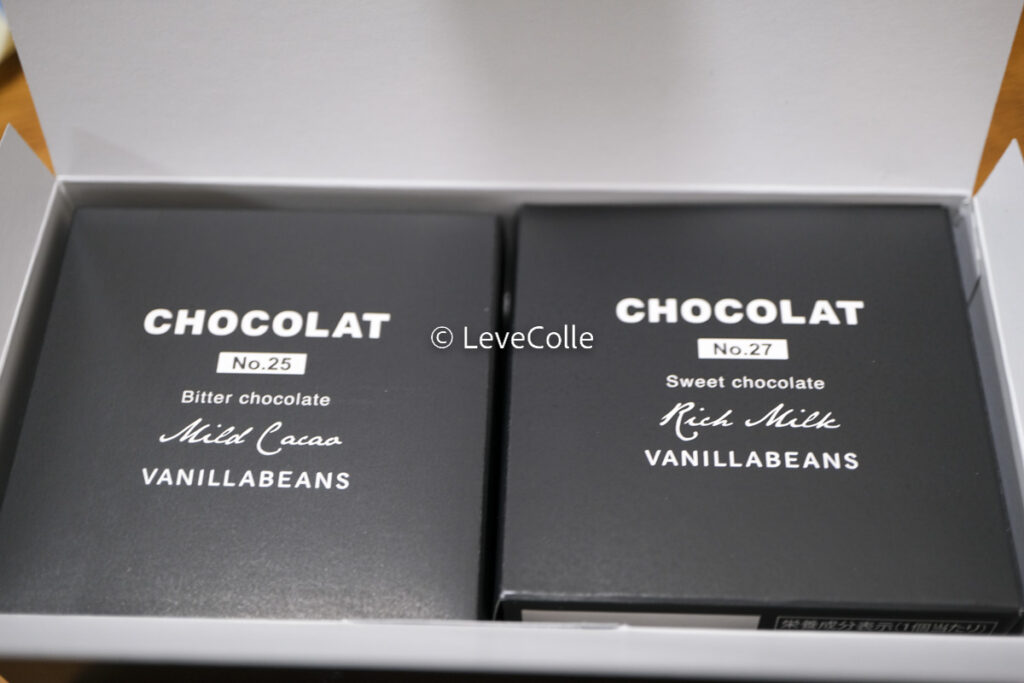 CHOCOLAT
No.25
Bitter chocolate
Mild Cacao
VANILLABEANS
© LeveColle
CHOCOLAT
No.27
Sweet chocolate
Rich Milk
VANILLABEANS
栄養成分表示(1個当たり)